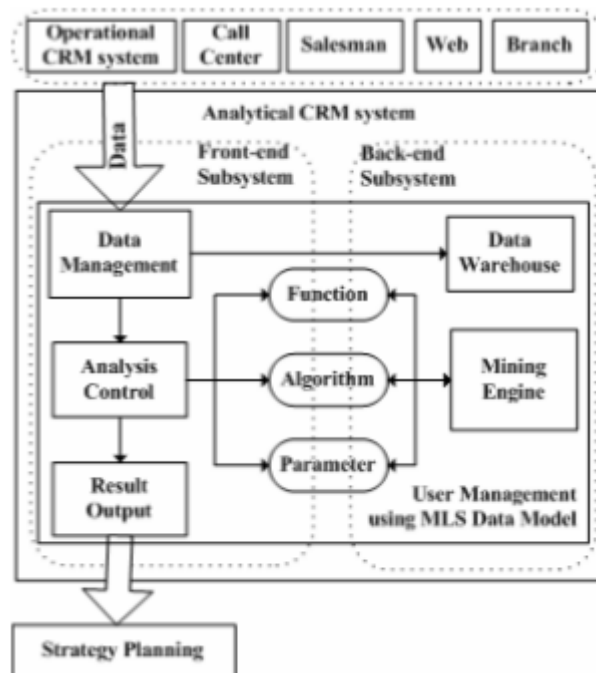 Operational
CRM system
Call
Center
Salesman
Web
Branch
Data
Analytical CRM system
Front-end
Subsystem
Back-end
Subsystem
Data
Management
Data
Warehouse
Function
Analysis
Control
Algorithm
Mining
Engine
Parameter
Result
Output
User Management
using MLS Data Model
Strategy Planning